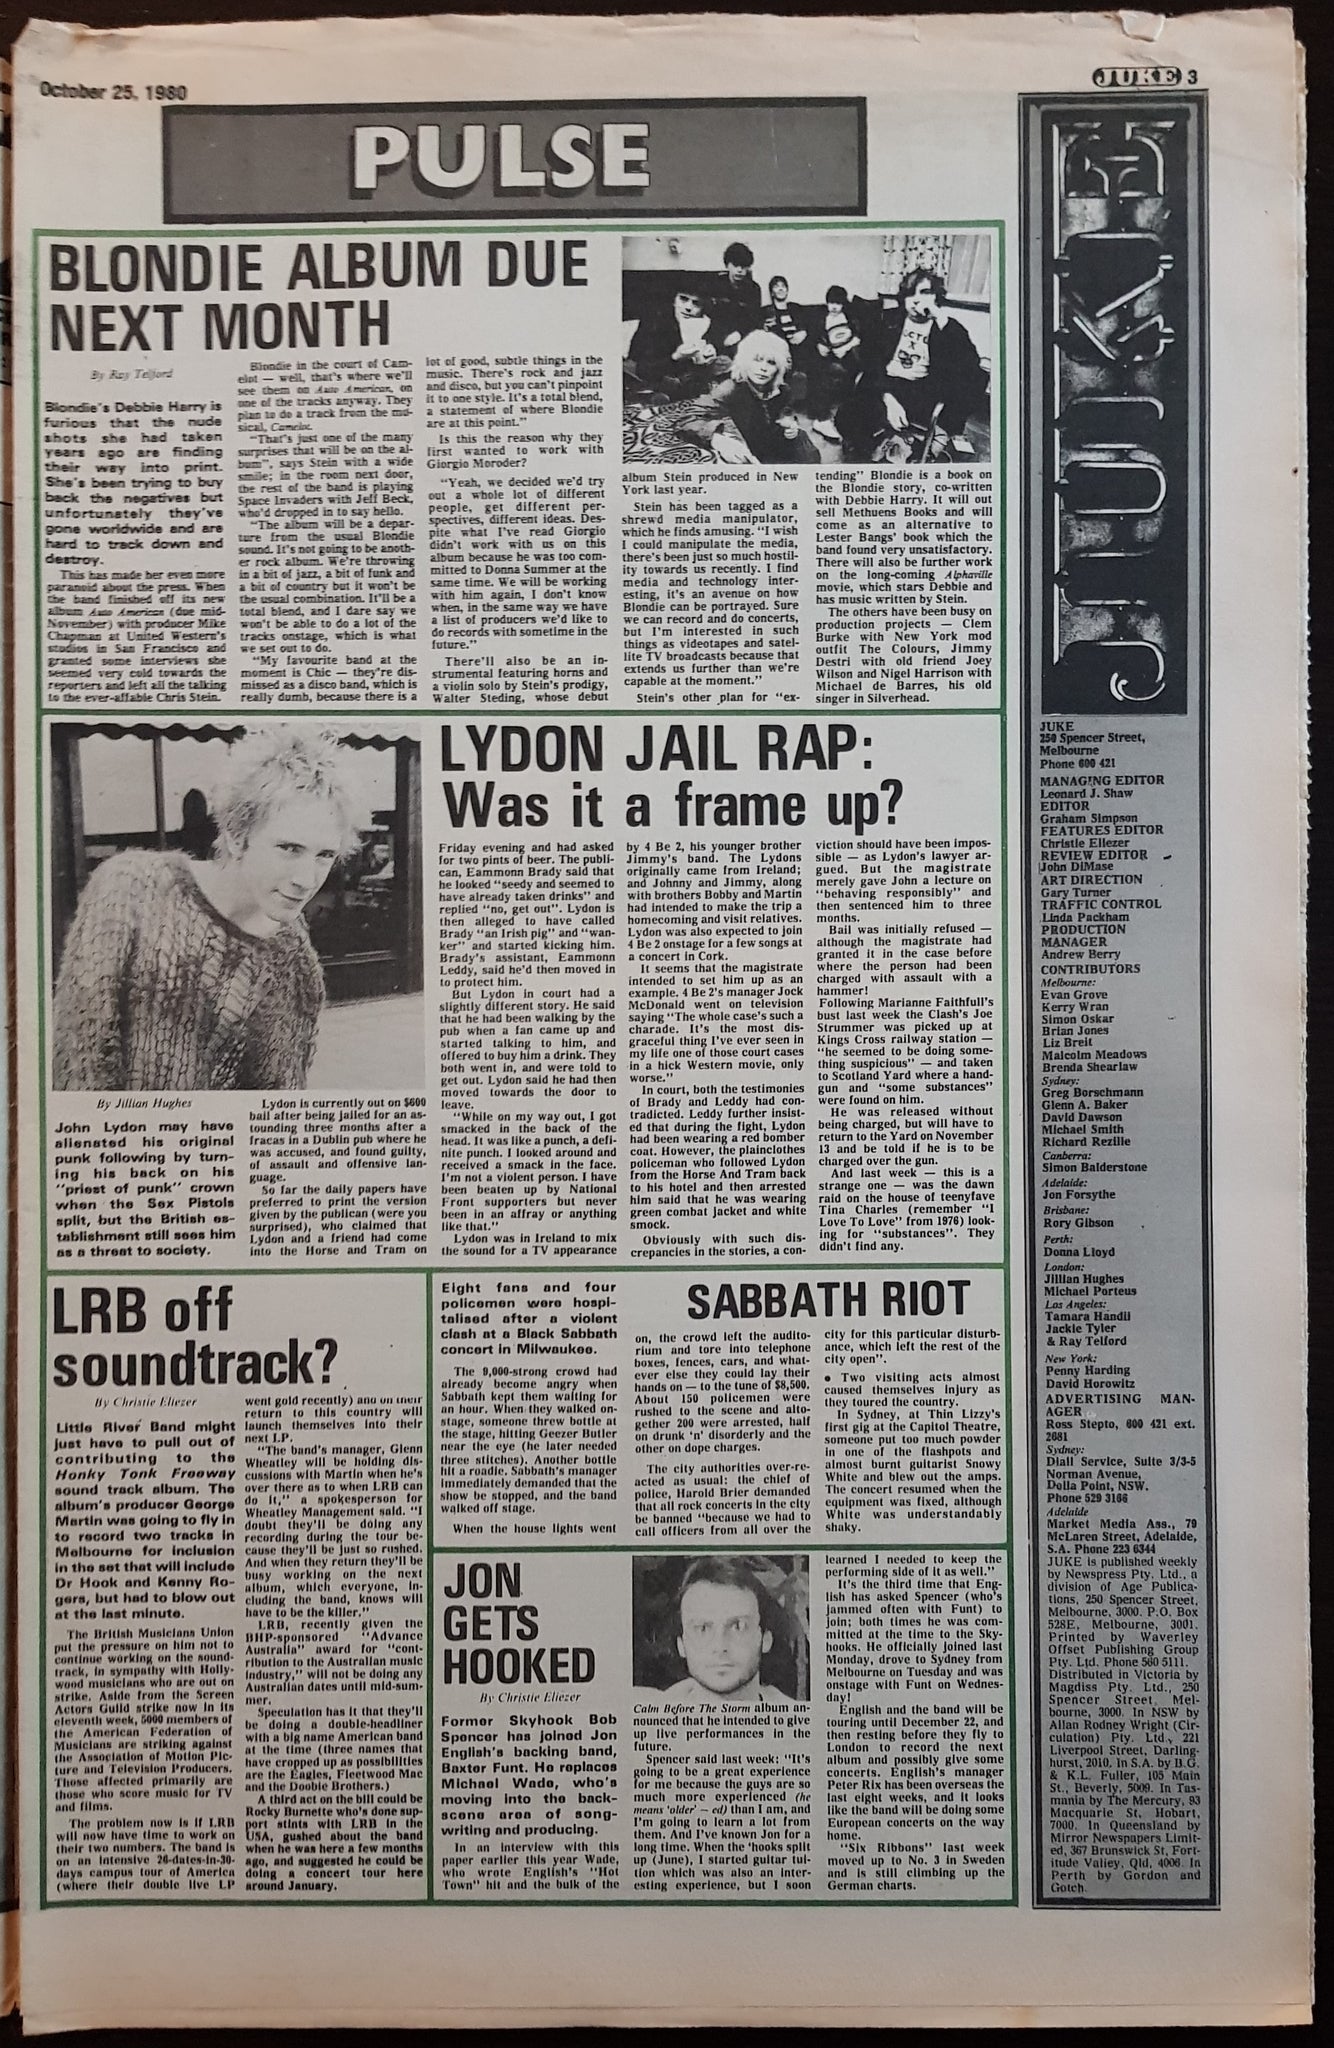 October 25, 1980
JUKE 3
PULSE
BLONDIE ALBUM DUE
NEXT MONTH
By Ray Telford
Blondie's Debbie Harry is
furious that the nude
shots she had taken
years ago are finding
their way into print.
She's been trying to buy
back the negatives but
unfortunately they've
gone worldwide and are
hard to track down and
destroy.
This has made her even more
paranoid about the press. When
the band finished off its new
album Auto American (due mid-
November) with producer Mike
Chapman at United Western's
studios in San Francisco and
granted some interviews she
seemed very cold towards the
reporters and left all the talking
to the ever-affable Chris Stein.
Blondie in the court of Cam-
elot — well, that's where we'll
see them on Auto American, on
one of the tracks anyway. They
plan to do a track from the mu-
sical, Camelot.
"That's just one of the many
surprises that will be on the al-
bum", says Stein with a wide
smile; in the room next door,
the rest of the band is playing
Space Invaders with Jeff Beck,
who'd dropped in to say hello.
"The album will be a depar-
ture from the usual Blondie
sound. It's not going to be anoth-
er rock album. We're throwing
in a bit of jazz, a bit of funk and
a bit of country but it won't be
the usual combination. It'll be a
total blend, and I dare say we
won't be able to do a lot of the
tracks onstage, which is what
we set out to do.
"My favourite band at the
moment is Chic — they're dis-
missed as a disco band, which is
really dumb, because there is a
lot of good, subtle things in the
music. There's rock and jazz
and disco, but you can't pinpoint
it to one style. It's a total blend,
a statement of where Blondie
are at this point."
Is this the reason why they
first wanted to work with
Giorgio Moroder?
"Yeah, we decided we'd try
out a whole lot of different
people, get different per-
spectives, different ideas. Des-
pite what I've read Giorgio
didn't work with us on this
album because he was too com-
mitted to Donna Summer at the
same time. We will be working
with him again, I don't know
when, in the same way we have
a list of producers we'd like to
do records with sometime in the
future."
There'll also be an in-
strumental featuring horns and
a violin solo by Stein's prodigy,
Walter Steding, whose debut
album Stein produced in New
York last year.
Stein has been tagged as a
shrewd media manipulator,
which he finds amusing. "I wish
I could manipulate the media,
there's been just so much hostil-
ity towards us recently. I find
media and technology inter-
esting, it's an avenue on how
Blondie can be portrayed. Sure
we can record and do concerts,
but I'm interested in such
things as videotapes and satel-
lite TV broadcasts because that
extends us further than we're
capable at the moment."
Stein's other plan for "ex-
tending" Blondie is a book on
the Blondie story, co-written
with Debbie Harry. It will out
sell Methuens Books and will
come as an alternative to
Lester Bangs' book which the
band found very unsatisfactory.
There will also be further work
on the long-coming Alphaville
movie, which stars Debbie and
has music written by Stein.
The others have been busy on
production projects — Clem
Burke with New York mod
outfit The Colours, Jimmy
Destri with old friend Joey
Wilson and Nigel Harrison with
Michael de Barres, his old
singer in Silverhead.
LYDON JAIL RAP:
Was it a frame up?
By Jillian Hughes
John Lydon may have
alienated his original
punk following by turn-
ing his back on his
"priest of punk" crown
when the Sex Pistols
split, but the British es-
tablishment still sees him
as a threat to society.
Lydon is currently out on $600
bail after being jailed for an as-
tounding three months after a
fracas in a Dublin pub where he
was accused, and found guilty,
of assault and offensive lan-
guage.
So far the daily papers have
preferred to print the version
given by the publican (were you
surprised), who claimed that
Lydon and a friend had come
into the Horse and Tram on
Friday evening and had asked
for two pints of beer. The publi-
can, Eammonn Brady said that
he looked "seedy and seemed to
have already taken drinks" and
replied "no, get out". Lydon is
then alleged to have called
Brady "an Irish pig" and "wan-
ker" and started kicking him.
Brady's assistant, Eammonn
Leddy, said he'd then moved in
to protect him.
But Lydon in court had a
slightly different story. He said
that he had been walking by the
pub when a fan came up and
started talking to him, and
offered to buy him a drink. They
both went in, and were told to
get out. Lydon said he had then
moved towards the door to
leave.
"While on my way out, I got
smacked in the back of the
head. It was like a punch, a defi-
nite punch. I looked around and
received a smack in the face.
I'm not a violent person. I have
been beaten up by National
Front supporters but never
been in an affray or anything
like that."
Lydon was in Ireland to mix
the sound for a TV appearance
by 4 Be 2, his younger brother
Jimmy's band. The Lydons
originally came from Ireland;
and Johnny and Jimmy, along
with brothers Bobby and Martin
had intended to make the trip a
homecoming and visit relatives.
Lydon was also expected to join
4 Be 2 onstage for a few songs at
a concert in Cork.
It seems that the magistrate
intended to set him up as an
example. 4 Be 2's manager Jock
McDonald went on television
saying "The whole case's such a
charade. It's the most dis-
graceful thing I've ever seen in
my life one of those court cases
in a hick Western movie, only
worse."
In court, both the testimonies
of Brady and Leddy had con-
tradicted. Leddy further insist-
ed that during the fight, Lydon
had been wearing a red bomber
coat. However, the plainclothes
policeman who followed Lydon
from the Horse And Tram back
to his hotel and then arrested
him said that he was wearing
green combat jacket and white
smock.
Obviously with such dis-
crepancies in the stories, a con-
viction should have been impos-
sible — as Lydon's lawyer ar-
gued. But the magistrate
merely gave John a lecture on
"behaving responsibly" and
then sentenced him to three
months.
Bail was initially refused —
although the magistrate had
granted it in the case before
where the person had been
charged with assault with a
hammer!
Following Marianne Faithfull's
bust last week the Clash's Joe
Strummer was picked up at
Kings Cross railway station —
"he seemed to be doing some-
thing suspicious" — and taken
to Scotland Yard where a hand-
gun and "some substances"
were found on him.
He was released without
being charged, but will have to
return to the Yard on November
13 and be told if he is to be
charged over the gun.
And last week — this is a
strange one — was the dawn
raid on the house of teenyfave
Tina Charles (remember "I
Love To Love" from 1976) look-
ing for "substances". They
didn't find any.
LRB off
soundtrack?
By Christie Eliezer
Little River Band might
just have to pull out of
contributing to the
Honky Tonk Freeway
sound track album. The
album's producer George
Martin was going to fly in
to record two tracks in
Melbourne for inclusion
in the set that will include
Dr Hook and Kenny Ro-
gers, but had to blow out
at the last minute.
The British Musicians Union
put the pressure on him not to
continue working on the sound-
track, in sympathy with Holly-
wood musicians who are out on
strike. Aside from the Screen
Actors Guild strike now in its
eleventh week, 5000 members of
the American Federation of
Musicians are striking against
the Association of Motion Pic-
ture and Television Producers.
Those affected primarily are
those who score music for TV
and films.
The problem now is if LRB
will now have time to work on
their two numbers. The band is
on an intensive 26-dates-in-30-
days campus tour of America
(where their double live LP
went gold recently) and on their
return to this country will
launch themselves into their
next LP.
"The band's manager, Glenn
Wheatley will be holding dis-
cussions with Martin when he's
over there as to when LRB can
do it," a spokesperson for
Wheatley Management said. "I
doubt they'll be doing any
recording during the tour be-
cause they'll be just so rushed.
And when they return they'll be
busy working on the next
album, which everyone, in-
cluding the band, knows will
have to be the killer."
LRB, recently given the
BHP-sponsored "Advance
Australia" award for "cont-
ribution to the Australian music
industry," will not be doing any
Australian dates until mid-sum-
mer.
Speculation has it that they'll
be doing a double-headliner
with a big name American band
at the time (three names that
have cropped up as possibilities
are the Eagles, Fleetwood Mac
and the Doobie Brothers.)
A third act on the bill could be
Rocky Burnette who's done sup-
port stints with LRB in the
USA, gushed about the band
when he was here a few months
ago, and suggested he could be
doing a concert tour here
around January.
SABBATH RIOT
Eight fans and four
policemen were hospi-
talised after a violent
clash at a Black Sabbath
concert in Milwaukee.
The 9,000-strong crowd had
already become angry when
Sabbath kept them waiting for
an hour. When they walked on-
stage, someone threw bottle at
the stage, hitting Geezer Butler
near the eye (he later needed
three stitches). Another bottle
hit a roadie. Sabbath's manager
immediately demanded that the
show be stopped, and the band
walked off stage.
When the house lights went
on, the crowd left the audito-
rium and tore into telephone
boxes, fences, cars, and what-
ever else they could lay their
hands on — to the tune of $8,500.
About 150 policemen were
rushed to the scene and alto-
gether 200 were arrested, half
on drunk 'n' disorderly and the
other on dope charges.
The city authorities over-re-
acted as usual: the chief of
police, Harold Brier demanded
that all rock concerts in the city
be banned "because we had to
call officers from all over the
city for this particular disturb-
ance, which left the rest of the
city open".
• Two visiting acts almost
caused themselves injury as
they toured the country.
In Sydney, at Thin Lizzy's
first gig at the Capitol Theatre,
someone put too much powder
in one of the flashpots and
almost burnt guitarist Snowy
White and blew out the amps.
The concert resumed when the
equipment was fixed, although
White was understandably
shaky.
JON
GETS
HOOKED
By Christie Eliezer
Former Skyhook Bob
Spencer has joined Jon
English's backing band,
Baxter Funt. He replaces
Michael Wade, who's
moving into the back-
scene area of song-
writing and producing.
In an interview with this
paper earlier this year Wade,
who wrote English's "Hot
Town" hit and the bulk of the
Calm Before The Storm album an-
nounced that he intended to give
up live performances in the
future.
Spencer said last week: "It's
going to be a great experience
for me because the guys are so
much more experienced (he
means 'older' — ed) than I am, and
I'm going to learn a lot from
them. And I've known Jon for a
long time. When the 'hooks split
up (June), I started guitar tui-
tion which was also an inter-
esting experience, but I soon
learned I needed to keep the
performing side of it as well."
It's the third time that Eng-
lish has asked Spencer (who's
jammed often with Funt) to
join; both times he was com-
mitted at the time to the Sky-
hooks. He officially joined last
Monday, drove to Sydney from
Melbourne on Tuesday and was
onstage with Funt on Wednes-
day!
English and the band will be
touring until December 22, and
then resting before they fly to
London to record the next
album and possibly give some
concerts. English's manager
Peter Rix has been overseas the
last eight weeks, and it looks
like the band will be doing some
European concerts on the way
home.
"Six Ribbons" last week
moved up to No. 3 in Sweden
and is still climbing up the
German charts.
JUKE
JUKE
250 Spencer Street,
Melbourne
Phone 600 421
MANAGING EDITOR
Leonard J. Shaw
EDITOR
Graham Simpson
FEATURES EDITOR
Christie Eliezer
REVIEW EDITOR
John DiMase
ART DIRECTION
Gary Turner
TRAFFIC CONTROL
Linda Packham
PRODUCTION
MANAGER
Andrew Berry
CONTRIBUTORS
Melbourne:
Evan Grove
Kerry Wran
Simon Oskar
Brian Jones
Liz Breit
Malcolm Meadows
Brenda Shearlaw
Sydney:
Greg Borschmann
Glenn A. Baker
David Dawson
Michael Smith
Richard Rezille
Canberra:
Simon Balderstone
Adelaide:
Jon Forsythe
Brisbane:
Rory Gibson
Perth:
Donna Lloyd
London:
Jillian Hughes
Michael Porteus
Los Angeles:
Tamara Handii
Jackie Tyler
& Ray Telford
New York:
Penny Harding
David Horowitz
ADVERTISING MAN-
AGER
Ross Stepto, 600 421 ext.
2681
Sydney:
Diall Service, Suite 3/3-5
Norman Avenue,
Dolla Point, NSW.
Phone 529 3166
Adelaide
Market Media Ass., 79
McLaren Street, Adelaide,
S.A. Phone 223 6344
JUKE is published weekly
by Newspress Pty. Ltd., a
division of Age Publica-
tions, 250 Spencer Street,
Melbourne, 3000. P.O. Box
528E, Melbourne, 3001.
Printed by Waverley
Offset Publishing Group
Pty. Ltd. Phone 560 5111.
Distributed in Victoria by
Magdiss Pty. Ltd., 250
Spencer Street, Mel-
bourne, 3000. In NSW by
Allan Rodney Wright (Cir-
culation) Pty. Ltd., 221
Liverpool Street, Darling-
hurst, 2010. In S.A. by B.G.
& K.L. Fuller, 105 Main
St., Beverly, 5009. In Tas-
mania by The Mercury, 93
Macquarie St, Hobart,
7000. In Queensland by
Mirror Newspapers Limit-
ed, 367 Brunswick St, Fort-
itude Valley, Qld, 4006. In
Perth by Gordon and
Gotch.